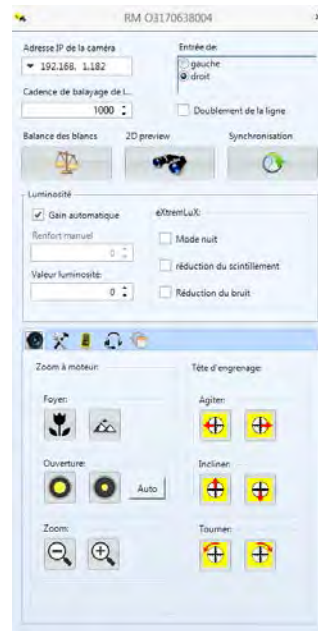 RM O3170638004
Adresse IP de la caméra
Entrée de:
192.168. 1.182
gauche
droit
Cadence de balayage de l...
1000
Doublement de la ligne
Balance des blancs
2D preview
Synchronisation
Luminosité
Gain automatique
eXtremLuX:
Renfort manuel
Mode nuit
0
réduction du scintillement
Valeur luminosité:
0
Réduction du bruit
Zoom à moteur:
Tête d'engrenage:
Foyer:
Agiter:
Ouverture:
Incliner:
Auto
Zoom:
Tourner: